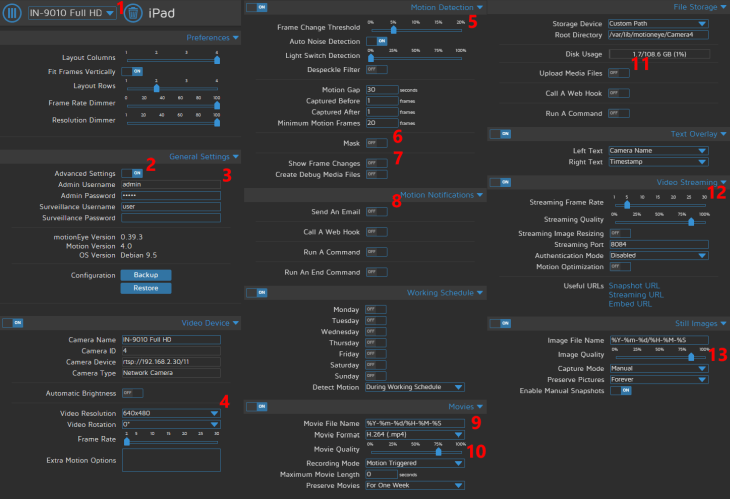 IN-9010 Full HD 1 iPad
Preferences
Layout Columns 1 2 3 4
Fit Frames Vertically ON
Layout Rows 1 2 3 4
Frame Rate Dimmer 0 20 40 60 80 100
Resolution Dimmer 0 20 40 60 80 100
2 General Settings
Advanced Settings ON 3
Admin Username admin
Admin Password •••••
Surveillance Username user
Surveillance Password
motionEye Version 0.39.3
Motion Version 4.0
OS Version Debian 9.5
Configuration Backup
Restore
ON Video Device
Camera Name IN-9010 Full HD
Camera ID 4
Camera Device rtsp://192.168.2.30/11
Camera Type Network Camera
Automatic Brightness OFF
4
Video Resolution 640x480
Video Rotation 0°
Frame Rate 2 5 10 15 20 25 30
Extra Motion Options
ON Motion Detection
5
Frame Change Threshold 0% 5% 10% 15% 20%
Auto Noise Detection ON
Light Switch Detection 0% 25% 50% 75% 100%
Despeckle Filter OFF
Motion Gap 30 seconds
Captured Before 1 frames
Captured After 1 frames
Minimum Motion Frames 20 frames
6
Mask OFF
7
Show Frame Changes OFF
Create Debug Media Files OFF
8 Motion Notifications
Send An Email OFF
Call A Web Hook OFF
Run A Command OFF
Run An End Command OFF
Working Schedule
Monday OFF
Tuesday OFF
Wednesday OFF
Thursday OFF
Friday OFF
Saturday OFF
Sunday OFF
Detect Motion During Working Schedule
ON Movies
Movie File Name %Y-%m-%d/%H-%M-%S 9
Movie Format H.264 (.mp4)
Movie Quality 0% 25% 50% 75% 100% 10
Recording Mode Motion Triggered
Maximum Movie Length 0 seconds
Preserve Movies For One Week
File Storage
Storage Device Custom Path
Root Directory /var/lib/motioneye/Camera4
Disk Usage 1.7/108.6 GB (1%)
11
Upload Media Files OFF
Call A Web Hook OFF
Run A Command OFF
ON Text Overlay
Left Text Camera Name
Right Text Timestamp
ON Video Streaming
12
Streaming Frame Rate 1 5 10 15 20 25 30
Streaming Quality 0% 25% 50% 75% 100%
Streaming Image Resizing OFF
Streaming Port 8084
Authentication Mode Disabled
Motion Optimization OFF
Useful URLs Snapshot URL
Streaming URL
Embed URL
ON Still Images
Image File Name %Y-%m-%d/%H-%M-%S
Image Quality 0% 25% 50% 75% 100% 13
Capture Mode Manual
Preserve Pictures Forever
Enable Manual Snapshots ON